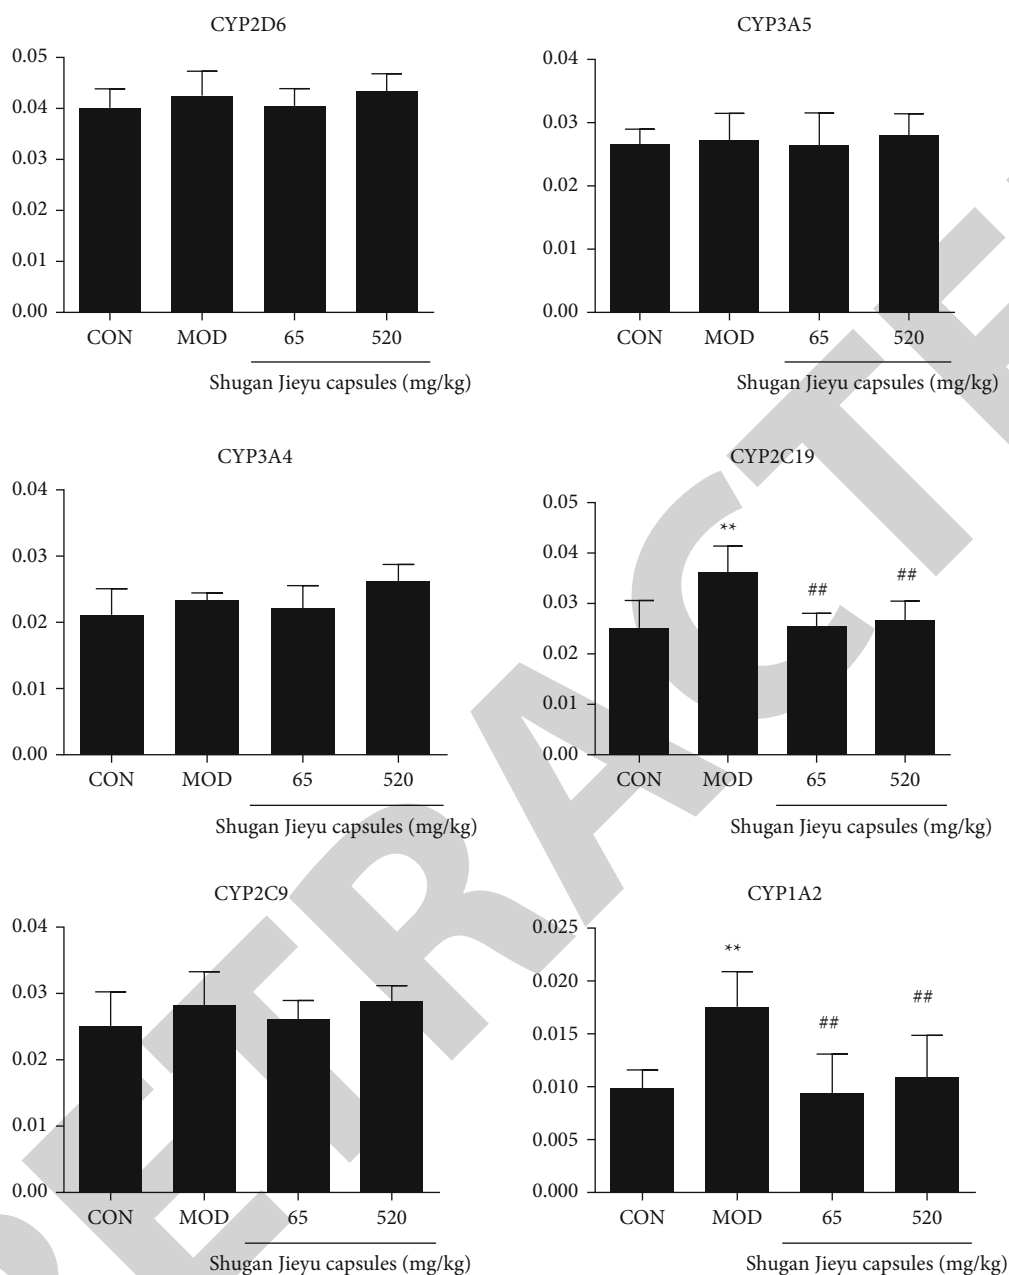 CYP2D6
0.05
0.04
0.03
0.02
0.01
0.00
CON MOD 65 520
Shugan Jieyu capsules (mg/kg)
CYP3A5
0.04
0.03
0.02
0.01
0.00
CON MOD 65 520
Shugan Jieyu capsules (mg/kg)
CYP3A4
0.04
0.03
0.02
0.01
0.00
CON MOD 65 520
Shugan Jieyu capsules (mg/kg)
CYP2C19
0.05
0.04
0.03
0.02
0.01
0.00
**
##
##
CON MOD 65 520
Shugan Jieyu capsules (mg/kg)
CYP2C9
0.04
0.03
0.02
0.01
0.00
CON MOD 65 520
Shugan Jieyu capsules (mg/kg)
CYP1A2
0.025
0.020
0.015
0.010
0.005
0.000
**
##
##
CON MOD 65 520
Shugan Jieyu capsules (mg/kg)